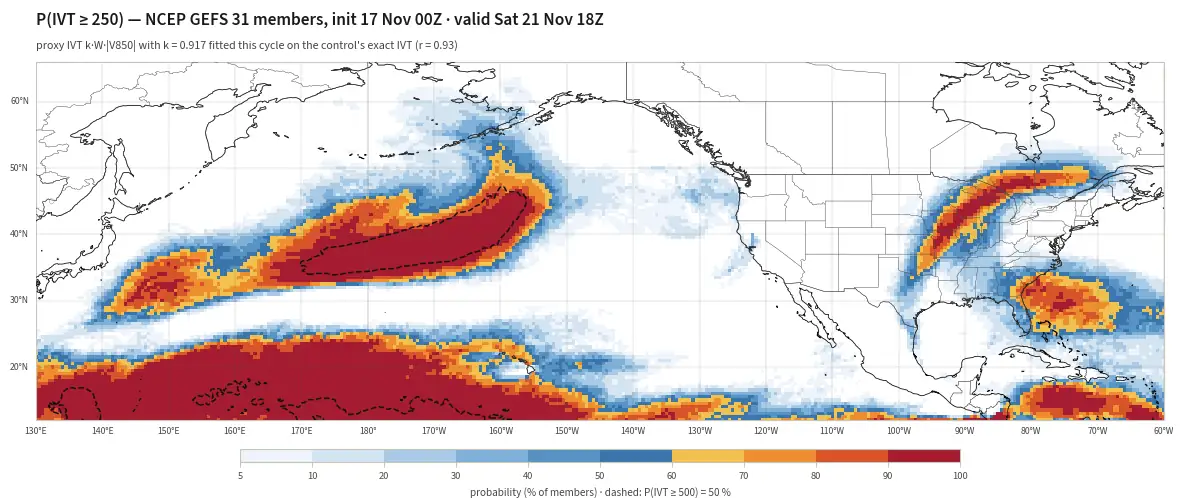 P(IVT ≥ 250) — NCEP GEFS 31 members, init 17 Nov 00Z · valid Sat 21 Nov 18Z
proxy IVT k·W·|V850| with k = 0.917 fitted this cycle on the control's exact IVT (r = 0.93)
60°N
50°N
40°N
30°N
20°N
130°E 140°E 150°E 160°E 170°E 180° 170°W 160°W 150°W 140°W 130°W 120°W 110°W 100°W 90°W 80°W 70°W 60°W
5 10 20 30 40 50 60 70 80 90 100
probability (% of members) · dashed: P(IVT ≥ 500) = 50 %